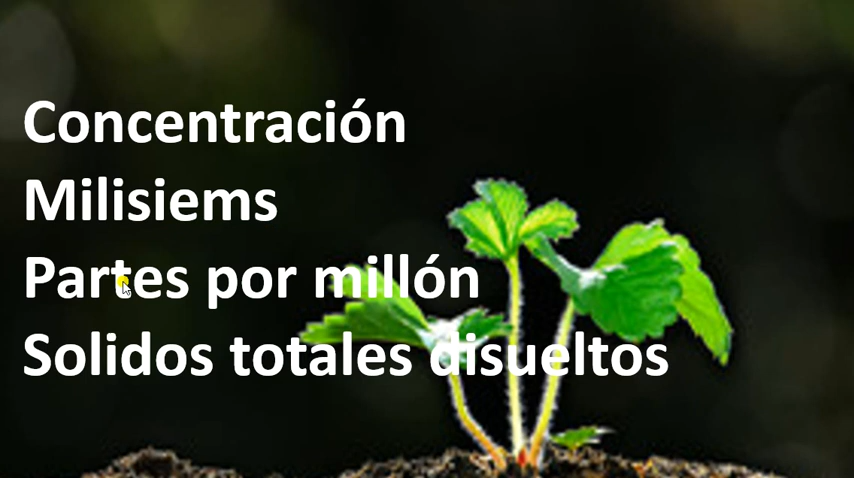 Concentración
Milisiems
Partes por millón
Solidos totales disueltos